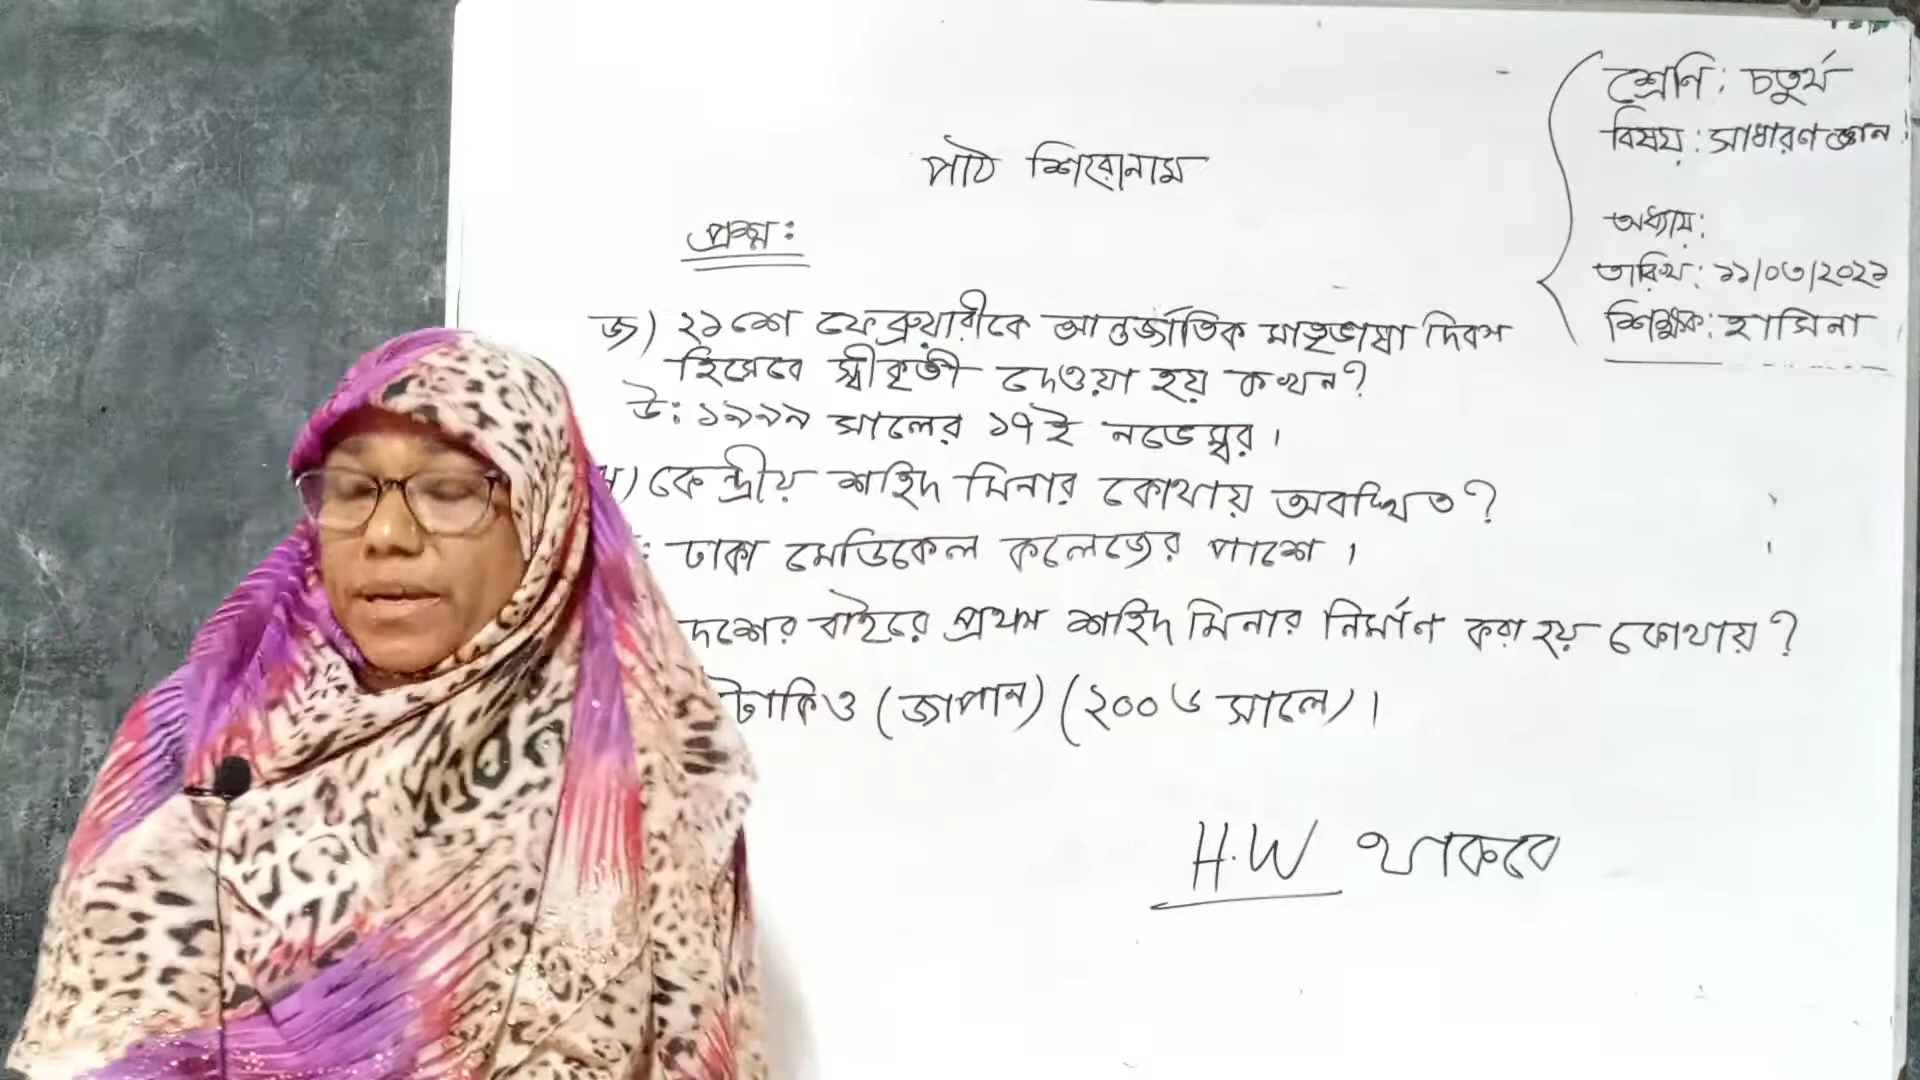 শ্রেণি: চতুর্থ
বিষয়: সাধারণ জ্ঞান
অধ্যায়:
তারিখ: ১১/০৩/২০২১
শিক্ষক: হাসিনা
পাঠ শিরোনাম
প্রশ্ন:
জ) ২১শে ফেব্রুয়ারীকে আন্তর্জাতিক মাতৃভাষা দিবস
হিসেবে স্বীকৃতী দেওয়া হয় কখন?
উ: ১৯৯৯ সালের ১৭ই নভেম্বর।
) কেন্দ্রীয় শহিদ মিনার কোথায় অবস্থিত?
: ঢাকা মেডিকেল কলেজের পাশে।
দেশের বাইরে প্রথম শহিদ মিনার নির্মাণ করা হয় কোথায়?
টোকিও (জাপান) (২০০৬ সালে)।
H.W থাকবে